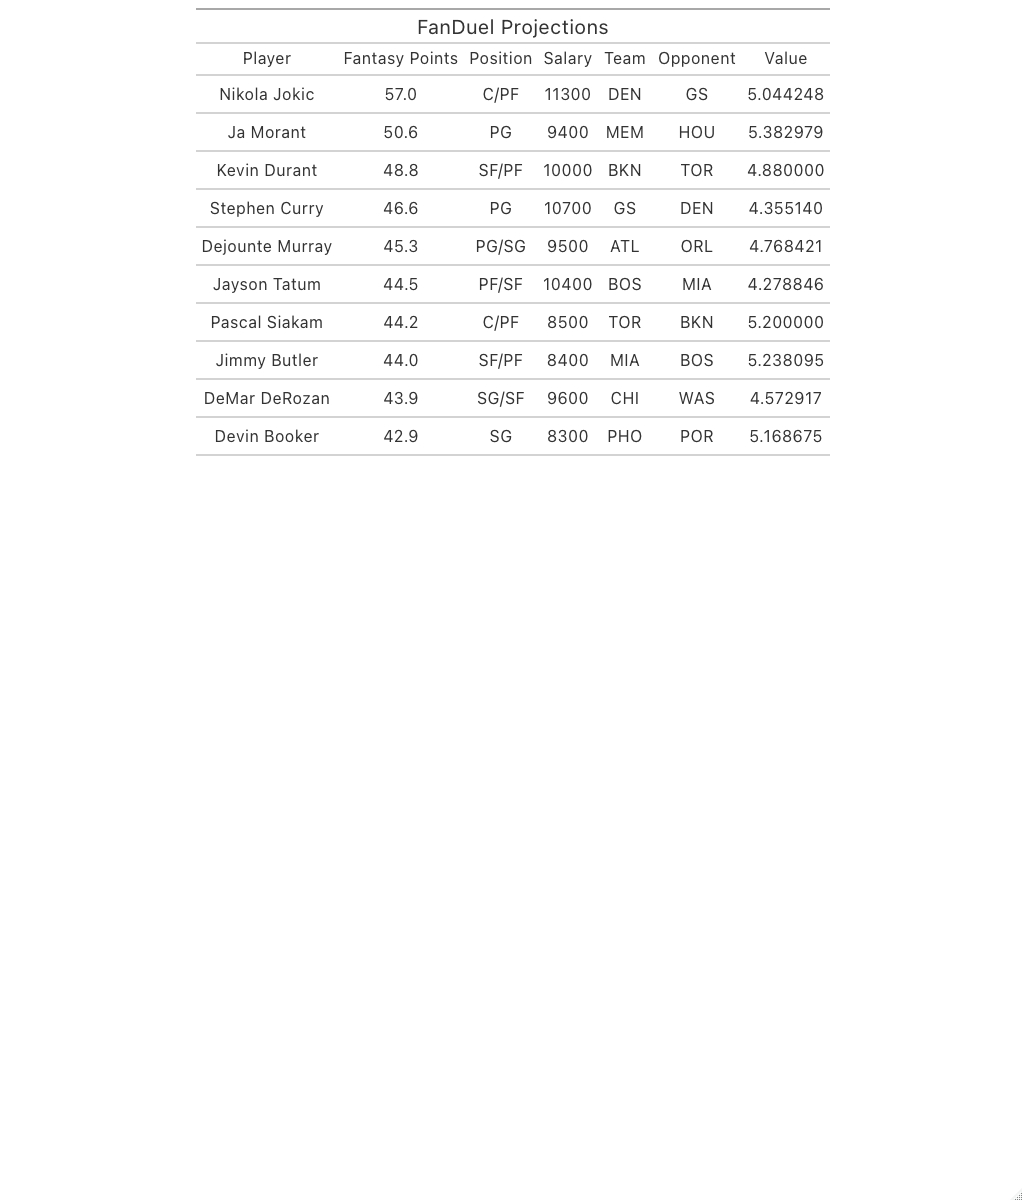 FanDuel Projections
Player Fantasy Points Position Salary Team Opponent Value
Nikola Jokic 57.0 C/PF 11300 DEN GS 5.044248
Ja Morant 50.6 PG 9400 MEM HOU 5.382979
Kevin Durant 48.8 SF/PF 10000 BKN TOR 4.880000
Stephen Curry 46.6 PG 10700 GS DEN 4.355140
Dejounte Murray 45.3 PG/SG 9500 ATL ORL 4.768421
Jayson Tatum 44.5 PF/SF 10400 BOS MIA 4.278846
Pascal Siakam 44.2 C/PF 8500 TOR BKN 5.200000
Jimmy Butler 44.0 SF/PF 8400 MIA BOS 5.238095
DeMar DeRozan 43.9 SG/SF 9600 CHI WAS 4.572917
Devin Booker 42.9 SG 8300 PHO POR 5.168675